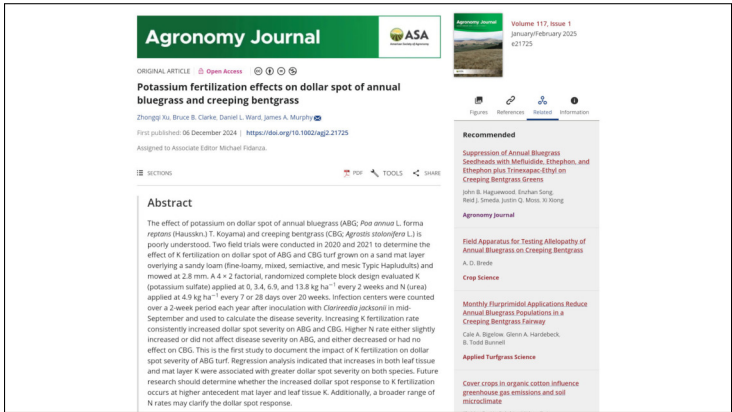 Agronomy Journal
ASA
ORIGINAL ARTICLE
Open Access
Potassium fertilization effects on dollar spot of annual
bluegrass and creeping bentgrass
Zhongqi Xu, Bruce B. Clarke, Daniel L. Ward, James A. Murphy
First published: 06 December 2024 | https://doi.org/10.1002/agj2.21725
Assigned to Associate Editor Michael Fidanza.
SECTIONS
PDF
TOOLS
SHARE
Abstract
The effect of potassium on dollar spot of annual bluegrass (ABG; Poa annua L. forma
reptans (Hausskn.) T. Koyama) and creeping bentgrass (CBG; Agrostis stolonifera L.) is
poorly understood. Two field trials were conducted in 2020 and 2021 to determine the
effect of K fertilization on dollar spot of ABG and CBG turf grown on a sand mat layer
overlying a sandy loam (fine-loamy, mixed, semiactive, and mesic Typic Hapludults) and
mowed at 2.8 mm. A 4 × 2 factorial, randomized complete block design evaluated K
(potassium sulfate) applied at 0, 3.4, 6.9, and 13.8 kg ha−1 every 2 weeks and N (urea)
applied at 4.9 kg ha−1 every 7 or 28 days over 20 weeks. Infection centers were counted
over a 2-week period each year after inoculation with Clarireedia jacksonii in mid-
September and used to calculate the disease severity. Increasing K fertilization rate
consistently increased dollar spot severity on ABG and CBG. Higher N rate either slightly
increased or did not affect disease severity on ABG, and either decreased or had no
effect on CBG. This is the first study to document the impact of K fertilization on dollar
spot severity of ABG turf. Regression analysis indicated that increases in both leaf tissue
and mat layer K were associated with greater dollar spot severity on both species. Future
research should determine whether the increased dollar spot response to K fertilization
occurs at higher antecedent mat layer and leaf tissue K. Additionally, a broader range of
N rates may clarify the dollar spot response.
Agronomy Journal
Volume 117, Issue 1
January/February 2025
e21725
Figures
References
Related
Information
Recommended
Suppression of Annual Bluegrass
Seedheads with Mefluidide, Ethephon, and
Ethephon plus Trinexapac-Ethyl on
Creeping Bentgrass Greens
John B. Haguewood, Enzhan Song,
Reid J. Smeda, Justin Q. Moss, Xi Xiong
Agronomy Journal
Field Apparatus for Testing Allelopathy of
Annual Bluegrass on Creeping Bentgrass
A. D. Brede
Crop Science
Monthly Flurprimidol Applications Reduce
Annual Bluegrass Populations in a
Creeping Bentgrass Fairway
Cale A. Bigelow, Glenn A. Hardebeck,
B. Todd Bunnell
Applied Turfgrass Science
Cover crops in organic cotton influence
greenhouse gas emissions and soil
microclimate